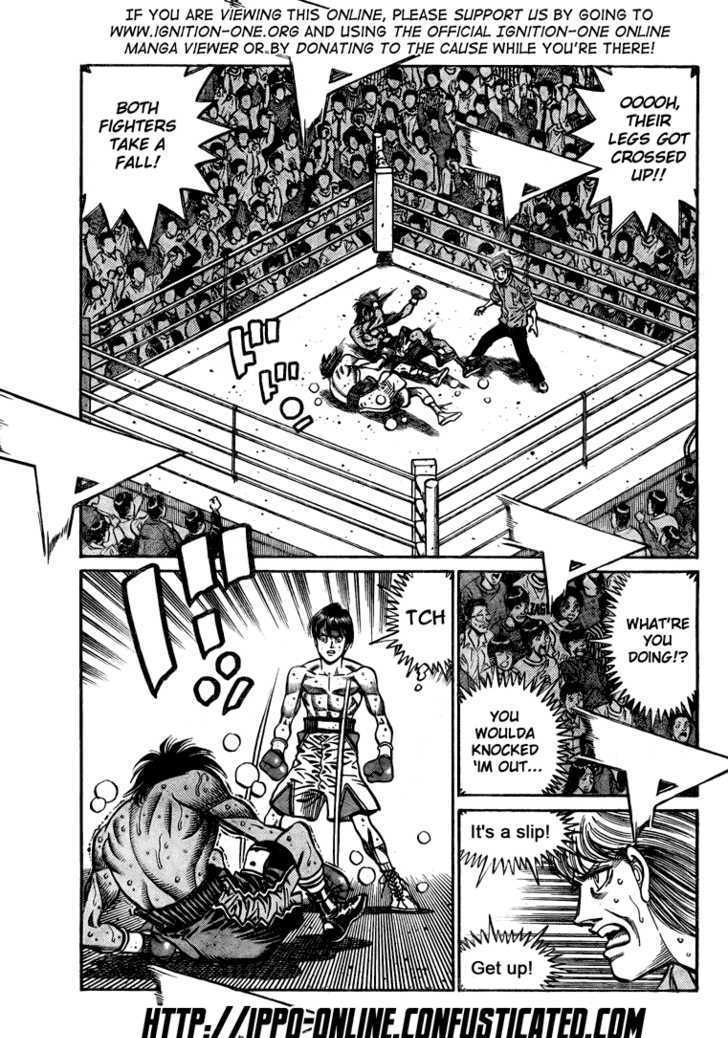 IF YOU ARE VIEWING THIS ONLINE, PLEASE SUPPORT US BY GOING TO
WWW.IGNITION-ONE.ORG AND USING THE OFFICIAL IGNITION-ONE ONLINE
MANGA VIEWER OR BY DONATING TO THE CAUSE WHILE YOU'RE THERE!
OOOOH,
THEIR
LEGS GOT
CROSSED
UP!!
BOTH
FIGHTERS
TAKE A
FALL!
ドドォ
WHAT'RE
YOU
DOING!?
YOU
WOULDA
KNOCKED
'IM OUT...
TCH
It's a slip!
Get up!
HTTP://IPPO-ONLINE.CONFUSTICATED.COM